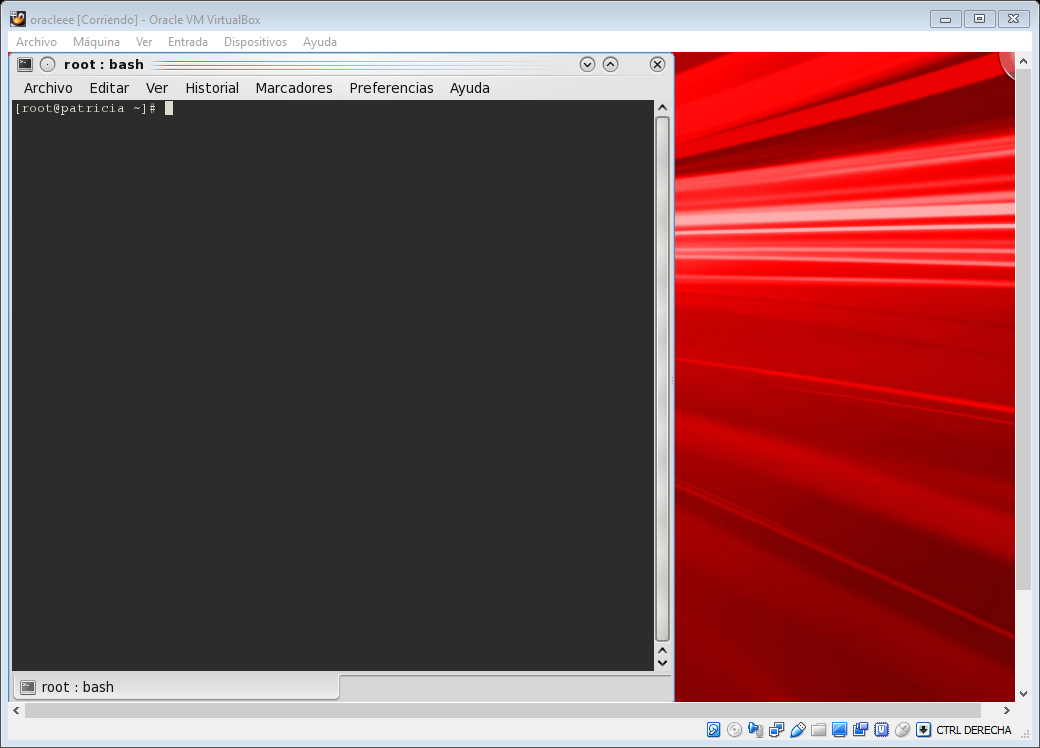 oracleee [Corriendo] - Oracle VM VirtualBox
Archivo Máquina Ver Entrada Dispositivos Ayuda
root : bash
Archivo Editar Ver Historial Marcadores Preferencias Ayuda
[root@patricia ~]#
root : bash
CTRL DERECHA